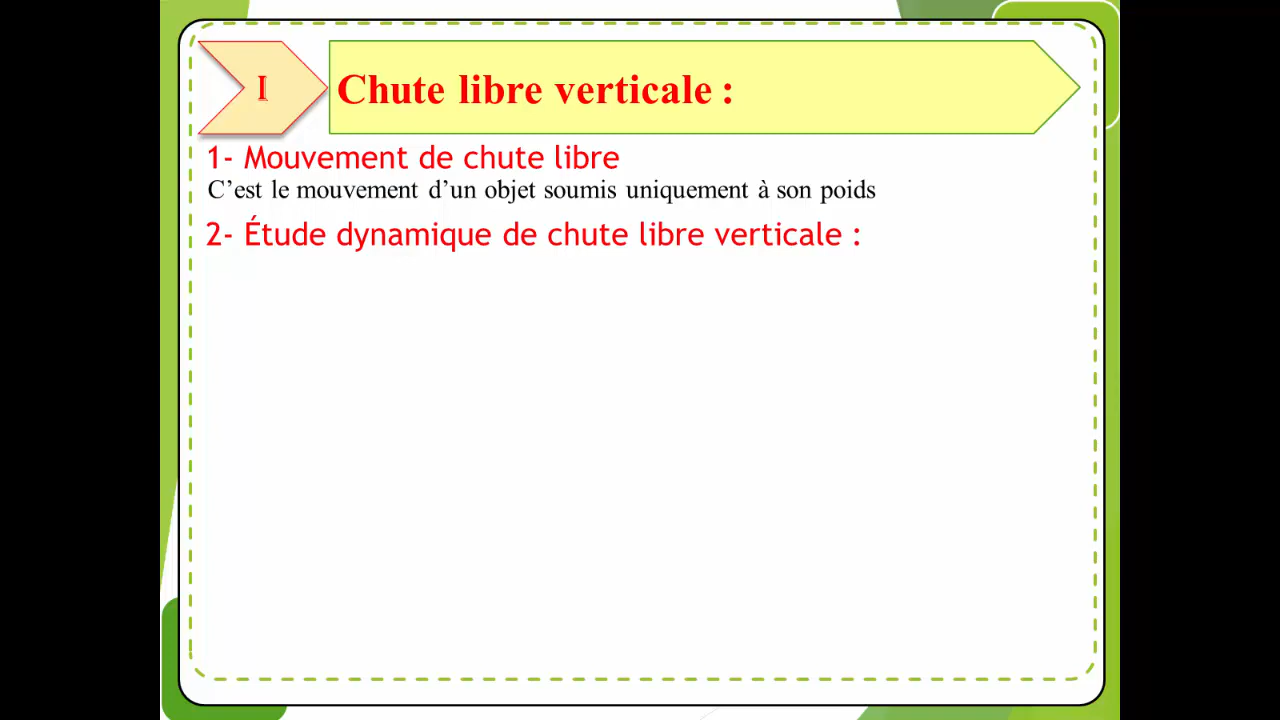 I
Chute libre verticale :
1- Mouvement de chute libre
C’est le mouvement d’un objet soumis uniquement à son poids
2- Étude dynamique de chute libre verticale :